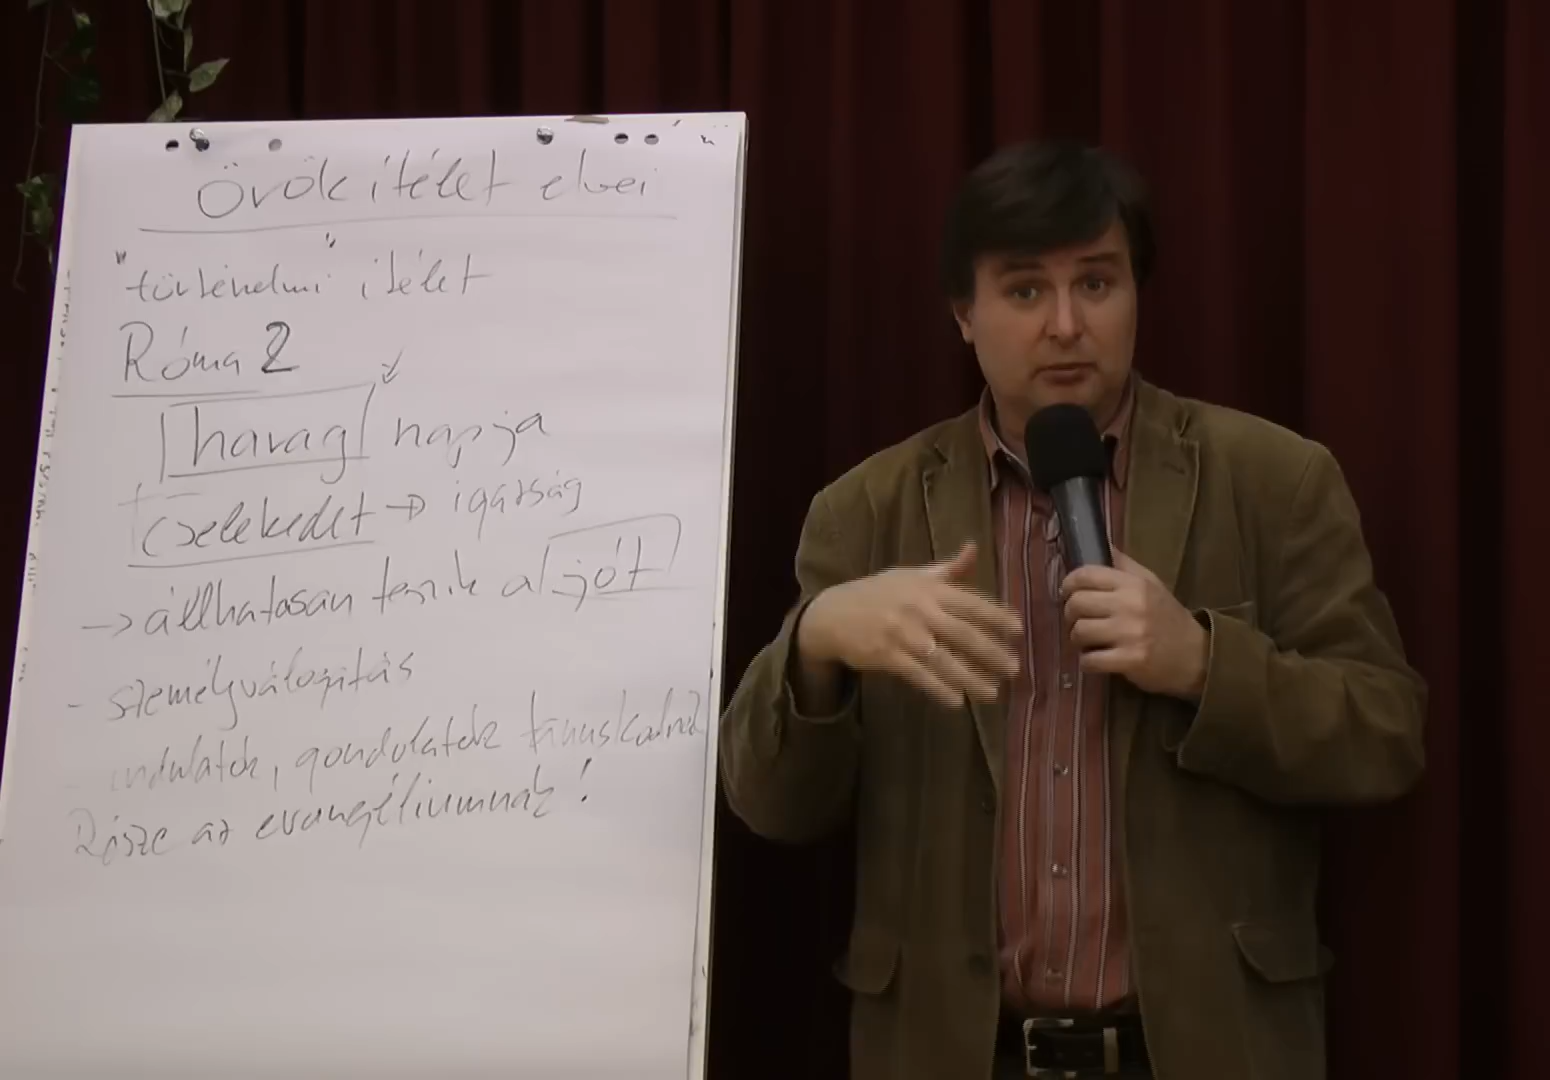 Örök ítélet elvei
"történelmi" ítélet
Róma 2
harag napja
cselekedet → igazság
→ állhatatosan teszik a jót
- személyválogatás
- indulatok, gondolatok tanuskodnak
Része az evangéliumnak!